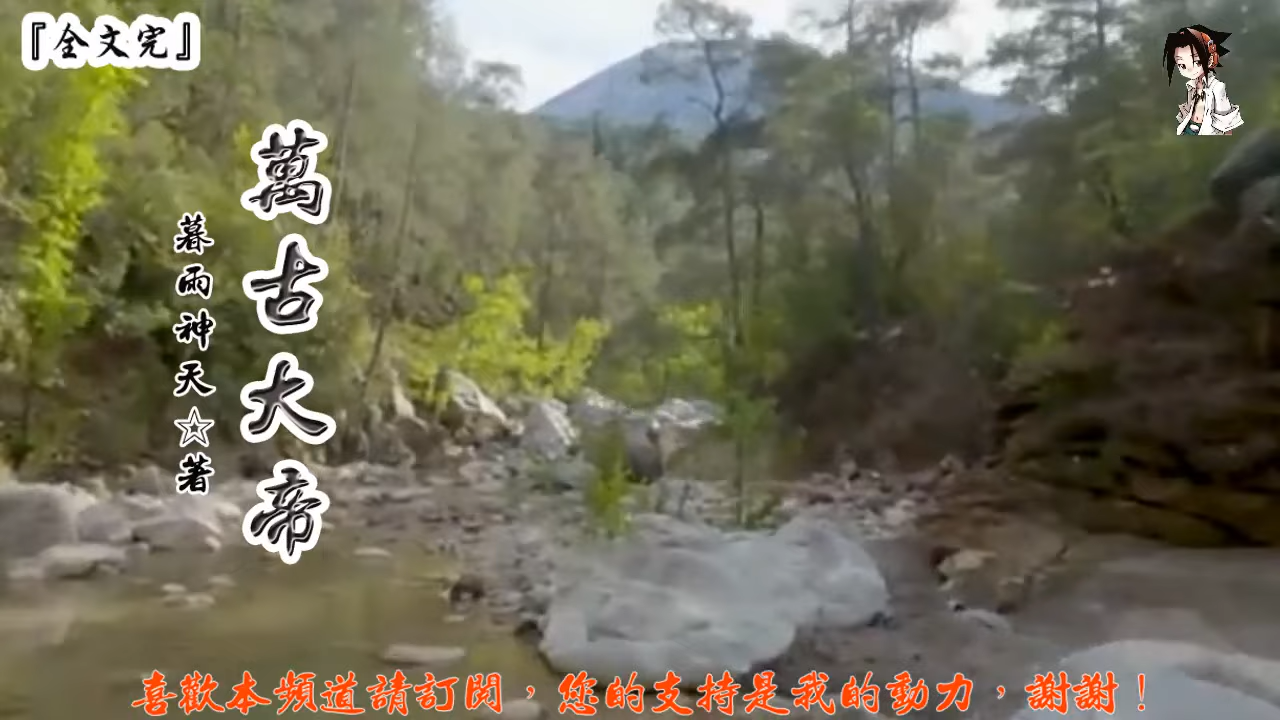 『全文完』
萬古大帝
暮雨神天☆著
喜歡本頻道請訂閱，您的支持是我的動力，謝謝！